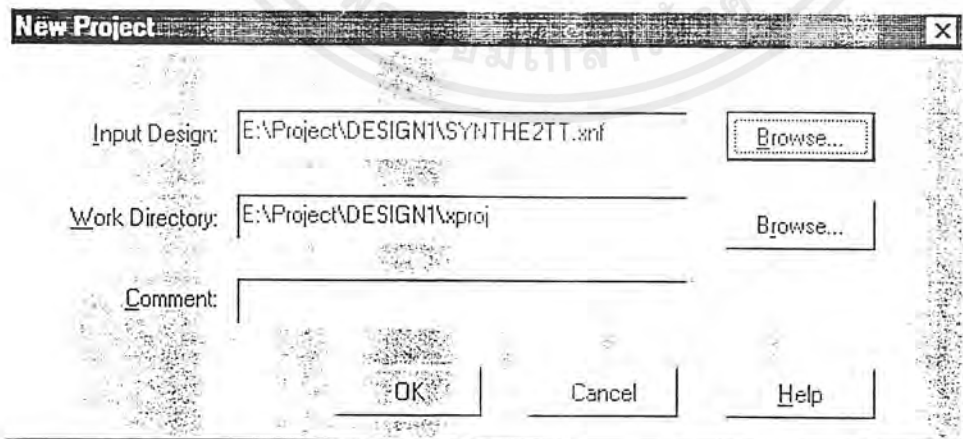 New Project
Input Design: E:\Project\DESIGN1\SYNTHE2TT.xnf Browse...
Work Directory: E:\Project\DESIGN1\xproj Browse...
Comment:
OK Cancel Help